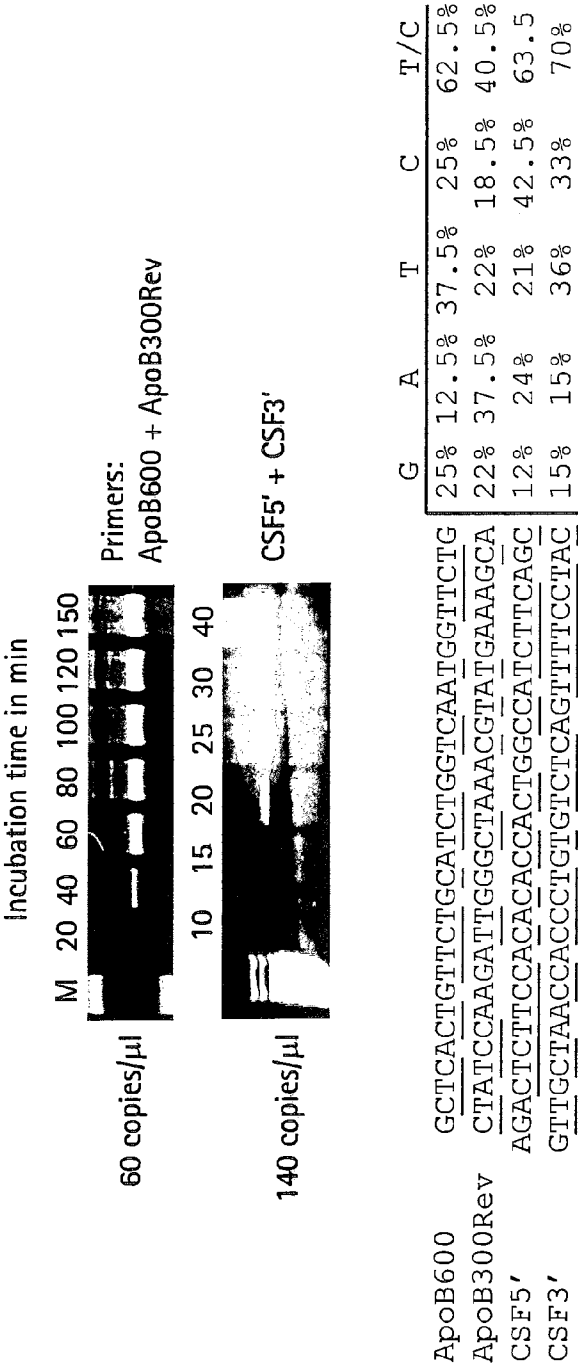 Incubation time in min
M 20 40 60 80 100 120 150
60 copies/µl
Primers:
ApoB600 + ApoB300Rev
10 15 20 25 30 40
140 copies/µl
CSF5' + CSF3'
G A T C T/C
ApoB600 GCTCACTGTTCTGCATCTGGTCAATGGTTCTG 25% 12.5% 37.5% 25% 62.5%
ApoB300Rev CTATCCAAGATTGGGCTAAACGTATGAAAGCA 22% 37.5% 22% 18.5% 40.5%
CSF5' AGACTCTTCCACACACCACTGGCCATCTTCAGC 12% 24% 21% 42.5% 63.5
CSF3' GTTGCTAACCACCCTGTGTCTCAGTTTTCCTAC 15% 15% 36% 33% 70%